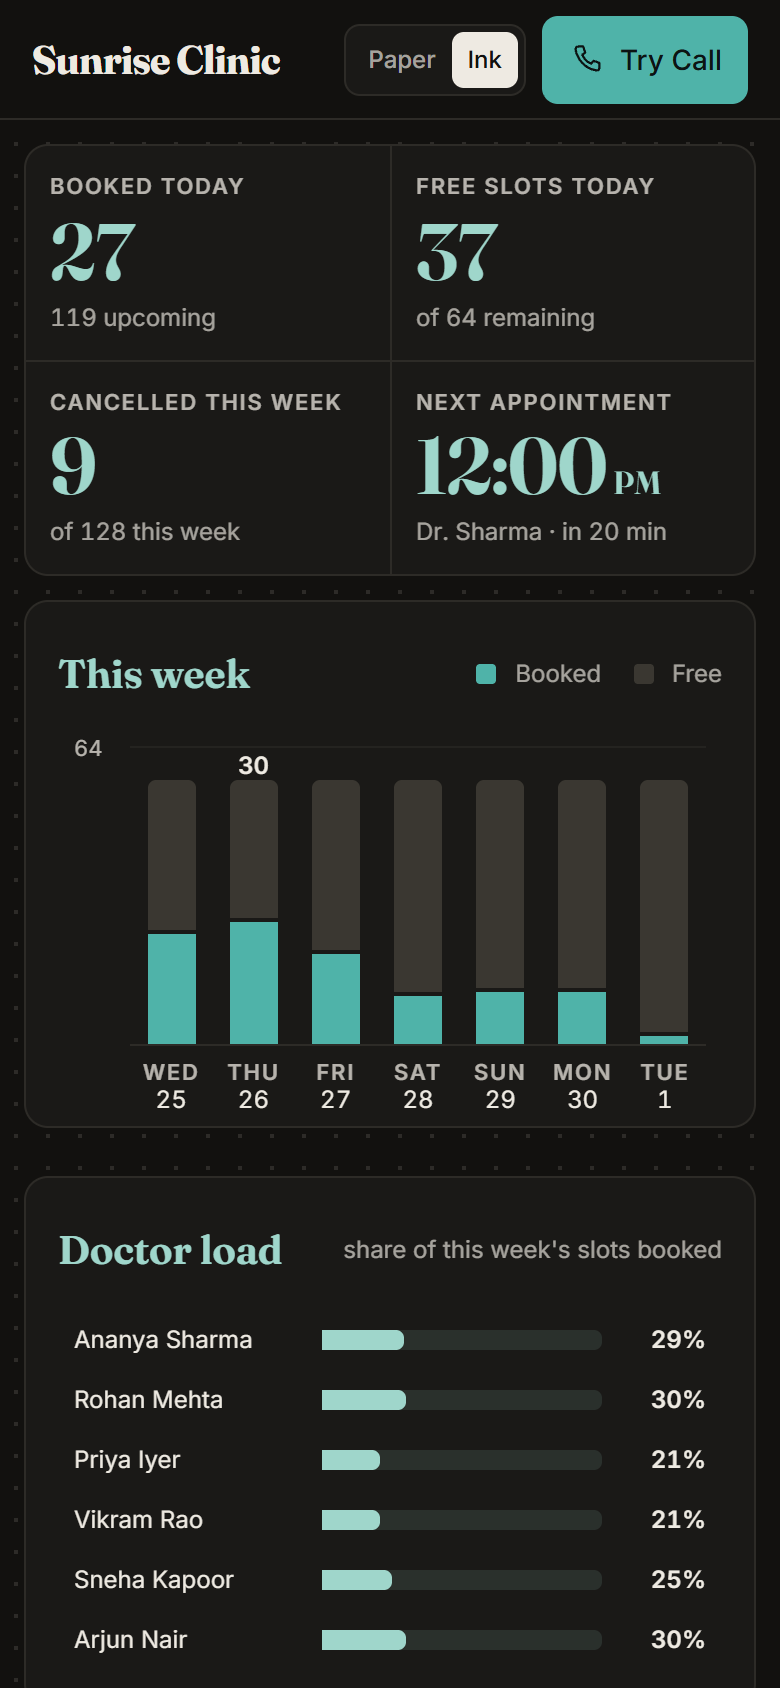 Sunrise Clinic
Paper Ink
Try Call
BOOKED TODAY
27
119 upcoming
FREE SLOTS TODAY
37
of 64 remaining
CANCELLED THIS WEEK
9
of 128 this week
NEXT APPOINTMENT
12:00 PM
Dr. Sharma · in 20 min
This week
Booked Free
64
30
WED THU FRI SAT SUN MON TUE
25 26 27 28 29 30 1
Doctor load
share of this week's slots booked
Ananya Sharma 29%
Rohan Mehta 30%
Priya Iyer 21%
Vikram Rao 21%
Sneha Kapoor 25%
Arjun Nair 30%